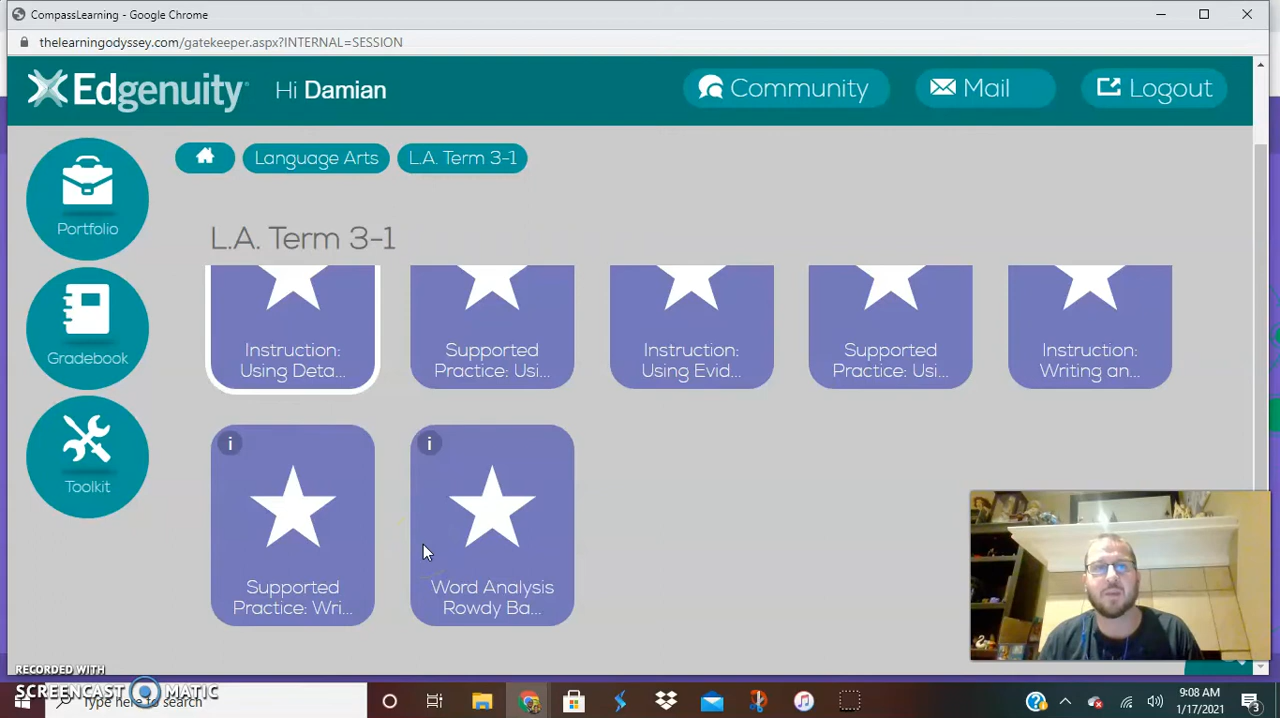 CompassLearning - Google Chrome
thelearningodyssey.com/gatekeeper.aspx?INTERNAL=SESSION
Edgenuity
Hi Damian
Community
Mail
Logout
Portfolio
Gradebook
Toolkit
Language Arts
L.A. Term 3-1
L.A. Term 3-1
Instruction:
Using Deta...
Supported
Practice: Usi...
Instruction:
Using Evid...
Supported
Practice: Usi...
Instruction:
Writing an...
i
Supported
Practice: Wri...
i
Word Analysis
Rowdy Ba...
RECORDED WITH
SCREENCAST MATIC
Type here to search
9:08 AM
1/17/2021
3